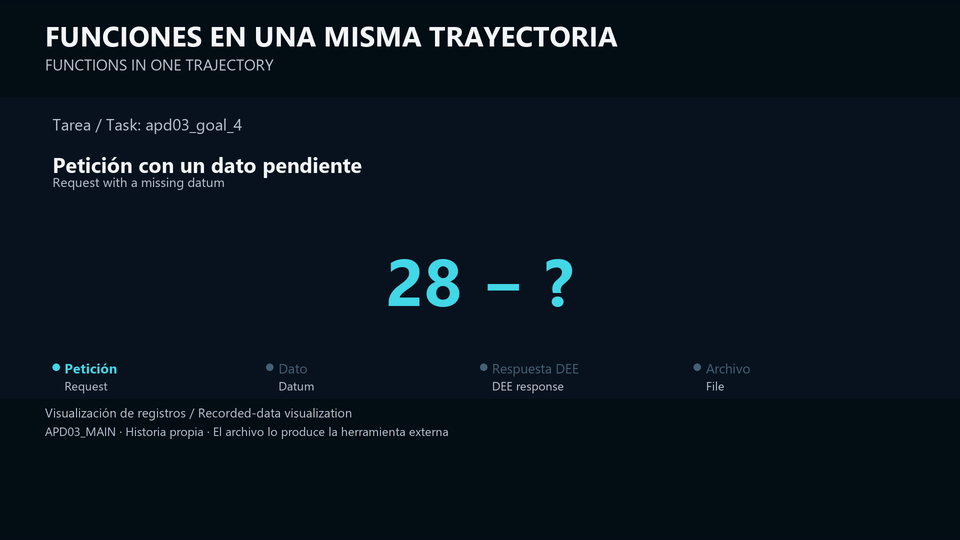 FUNCIONES EN UNA MISMA TRAYECTORIA
FUNCTIONS IN ONE TRAJECTORY
Tarea / Task: apd03_goal_4
Petición con un dato pendiente
Request with a missing datum
28 – ?
Petición
Request
Dato
Datum
Respuesta DEE
DEE response
Archivo
File
Visualización de registros / Recorded-data visualization
APD03_MAIN · Historia propia · El archivo lo produce la herramienta externa